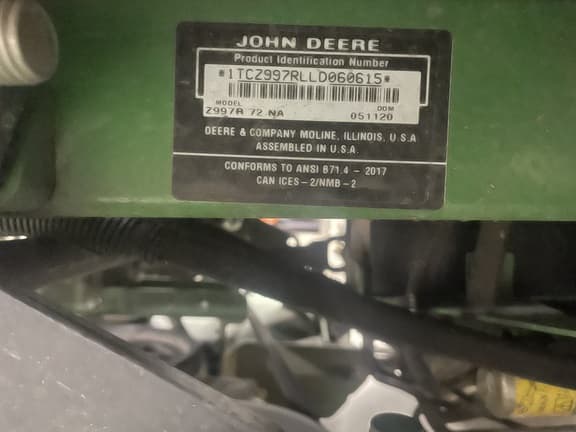 JOHN DEERE
Product Identification Number
*1TCZ997RLLD060615*
MODEL DOM
Z997R 72 NA 051120
DEERE & COMPANY MOLINE, ILLINOIS, U S A
ASSEMBLED IN U.S.A.
CONFORMS TO ANSI B71.4 - 2017
CAN ICES-2/NMB-2